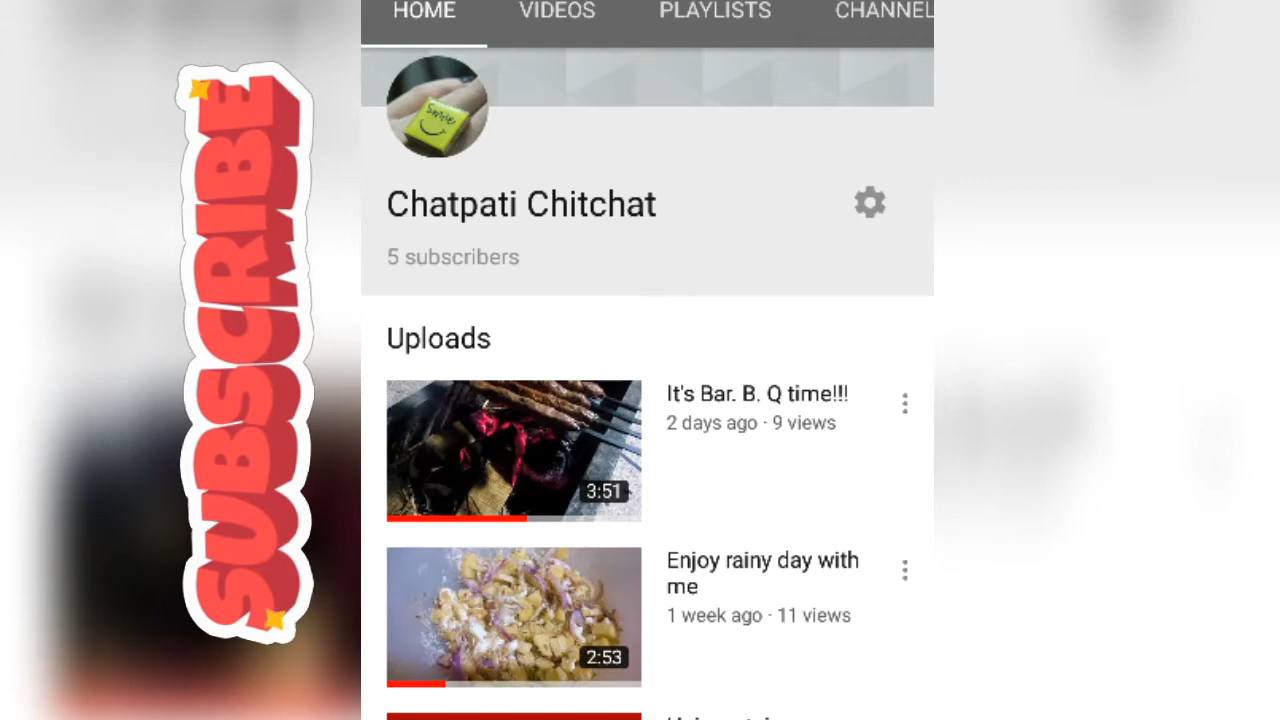 SUBSCRIBE
HOME VIDEOS PLAYLISTS CHANNEL
Smile
Chatpati Chitchat
5 subscribers
Uploads
It's Bar. B. Q time!!!
2 days ago · 9 views
3:51
Enjoy rainy day with
me
1 week ago · 11 views
2:53